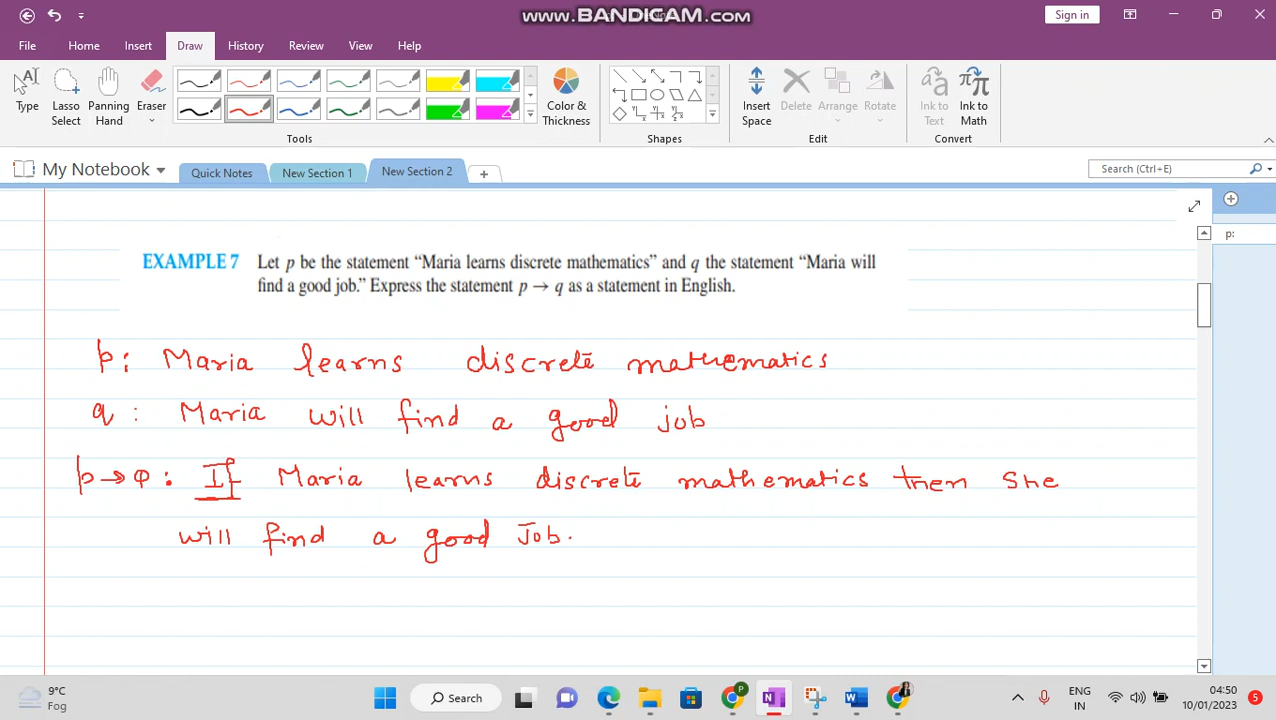 www.BANDICAM.com
Sign in
File Home Insert Draw History Review View Help
Type Lasso Select Panning Hand Eraser
Color & Thickness
Insert Space Delete Arrange Rotate
Ink to Text Ink to Math
Tools Shapes Edit Convert
My Notebook Quick Notes New Section 1 New Section 2
Search (Ctrl+E)
p:
EXAMPLE 7 Let p be the statement “Maria learns discrete mathematics” and q the statement “Maria will
find a good job.” Express the statement p → q as a statement in English.
p: Maria learns discrete mathematics
q : Maria will find a good job
p→q: If Maria learns discrete mathematics then She
will find a good Job.
9°C
Fog
Search
ENG
IN
04:50
10/01/2023
5